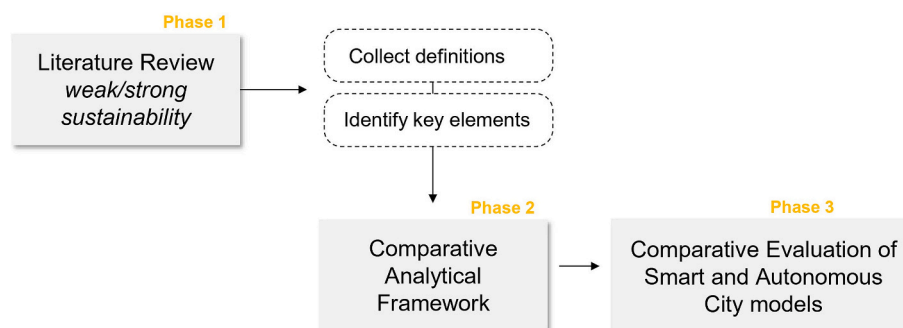 Phase 1
Literature Review
weak/strong
sustainability
Collect definitions
Identify key elements
Phase 2
Comparative
Analytical
Framework
Phase 3
Comparative Evaluation of
Smart and Autonomous
City models